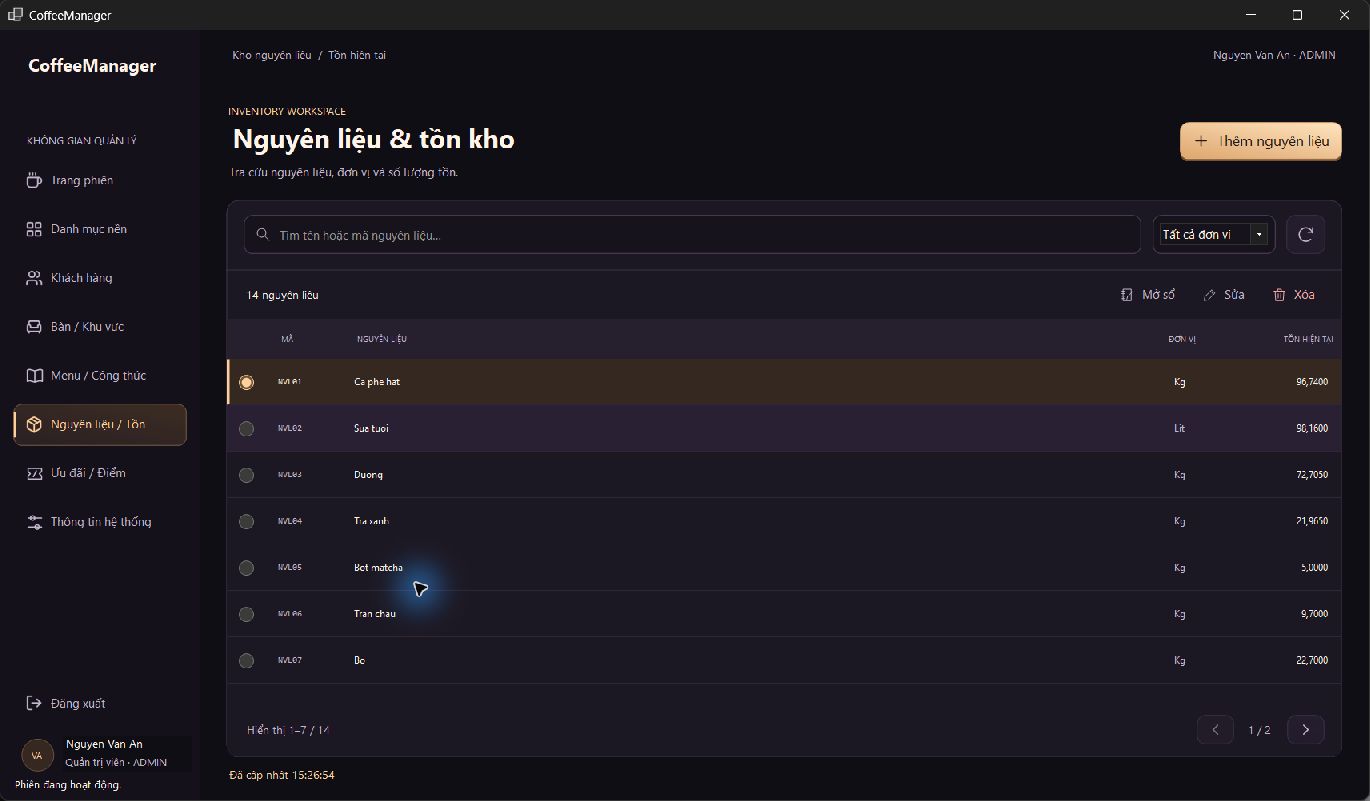 CoffeeManager
CoffeeManager
Kho nguyên liệu / Tồn hiện tại
Nguyen Van An · ADMIN
KHÔNG GIAN QUẢN LÝ
Trang phiên
Danh mục nền
Khách hàng
Bàn / Khu vực
Menu / Công thức
Nguyên liệu / Tồn
Ưu đãi / Điểm
Thông tin hệ thống
Đăng xuất
VA
Nguyen Van An
Quản trị viên · ADMIN
Phiên đang hoạt động.
INVENTORY WORKSPACE
Nguyên liệu & tồn kho
Tra cứu nguyên liệu, đơn vị và số lượng tồn.
+ Thêm nguyên liệu
Tìm tên hoặc mã nguyên liệu...
Tất cả đơn vị
14 nguyên liệu
Mở sổ Sửa Xóa
MÃ NGUYÊN LIỆU ĐƠN VỊ TỒN HIỆN TẠI
NVL01 Ca phe hat Kg 96,7400
NVL02 Sua tuoi Lit 98,1600
NVL03 Duong Kg 72,7050
NVL04 Tra xanh Kg 21,9650
NVL05 Bot matcha Kg 5,0000
NVL06 Tran chau Kg 9,7000
NVL07 Bo Kg 22,7000
Hiển thị 1–7 / 14
1 / 2
Đã cập nhật 15:26:54